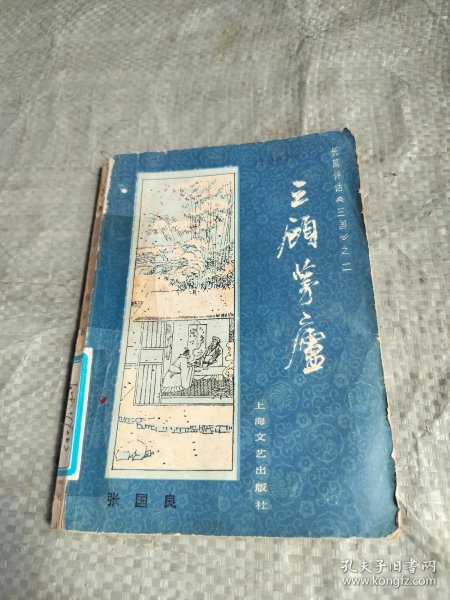 长篇评话《三国》之一
三顾茅庐
上海文艺出版社
张国良
孔夫子旧书网
www.kongfz.com